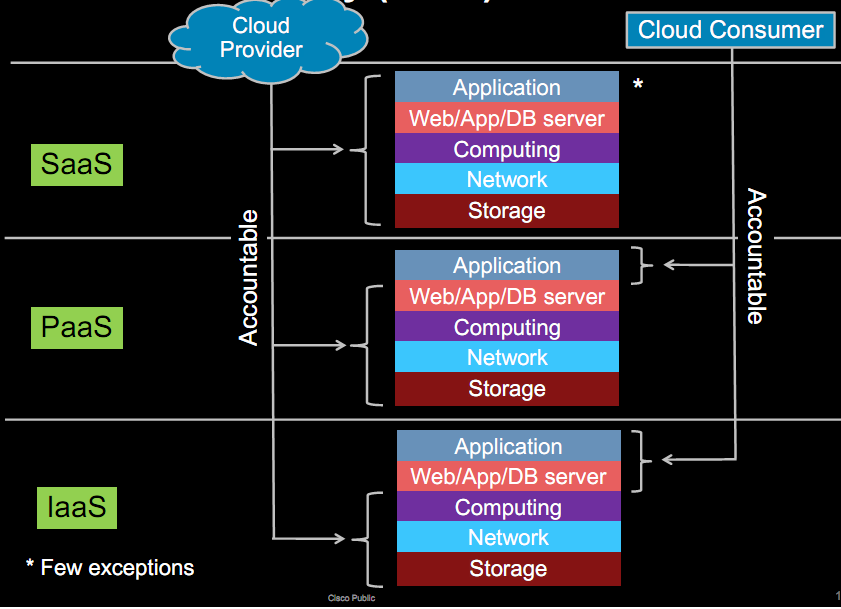 Cloud
Provider
Cloud Consumer
SaaS
Application
*
Web/App/DB server
Computing
Network
Storage
Accountable
Accountable
PaaS
Application
Web/App/DB server
Computing
Network
Storage
IaaS
Application
Web/App/DB server
Computing
Network
Storage
* Few exceptions
Cisco Public
1